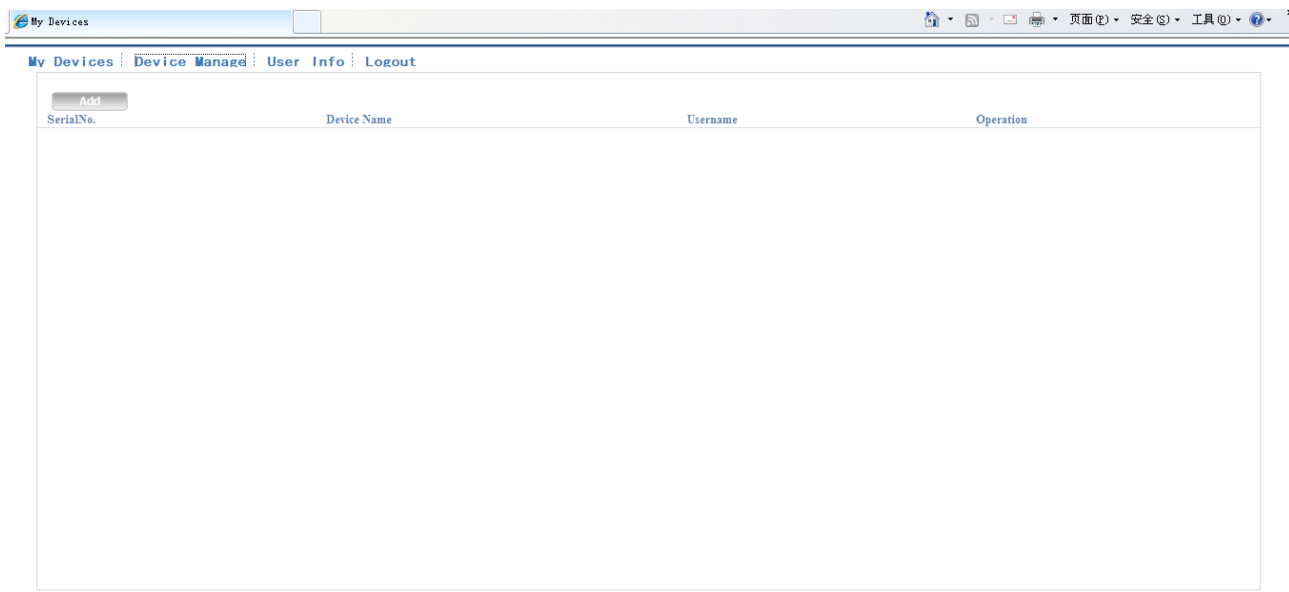 My Devices 页面(P) 安全(S) 工具(O)
My Devices Device Manage User Info Logout
Add
SerialNo. Device Name Username Operation